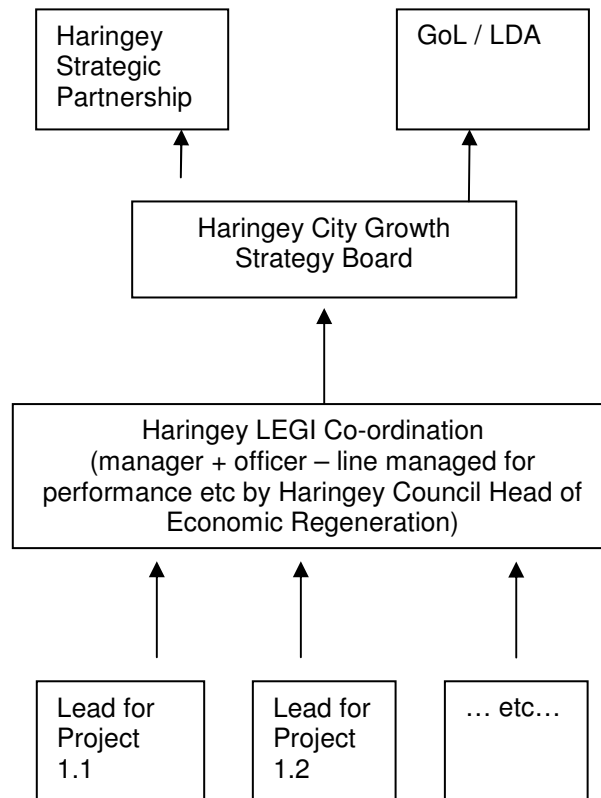 Haringey
Strategic
Partnership
GoL / LDA
Haringey City Growth
Strategy Board
Haringey LEGI Co-ordination
(manager + officer – line managed for
performance etc by Haringey Council Head of
Economic Regeneration)
Lead for
Project
1.1
Lead for
Project
1.2
… etc…